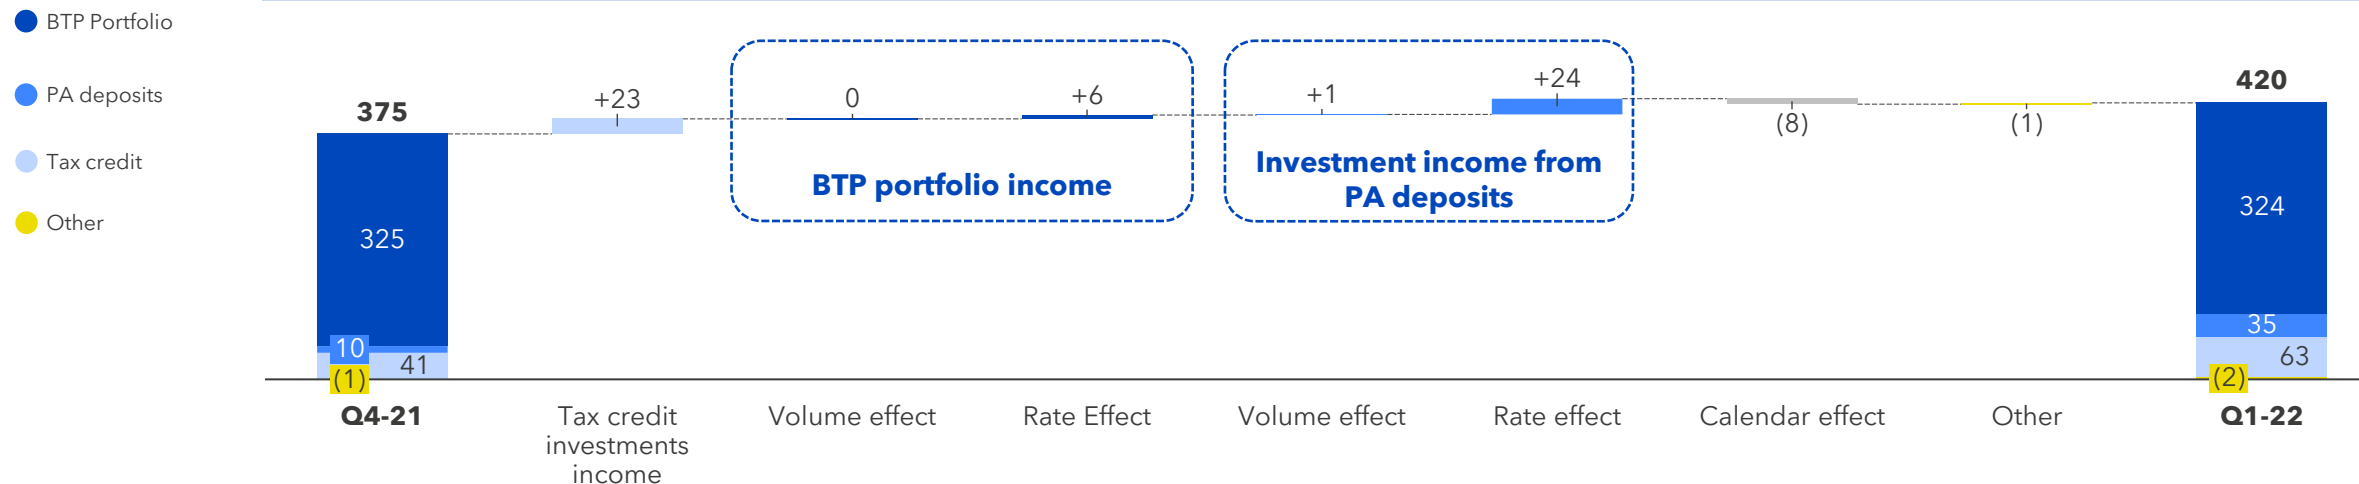 BTP Portfolio
PA deposits
Tax credit
Other
375
+23
0
+6
+1
+24
(8)
(1)
420
BTP portfolio income
Investment income from
PA deposits
325
10
41
(1)
324
35
63
(2)
Q4-21
Tax credit
investments
income
Volume effect
Rate Effect
Volume effect
Rate effect
Calendar effect
Other
Q1-22